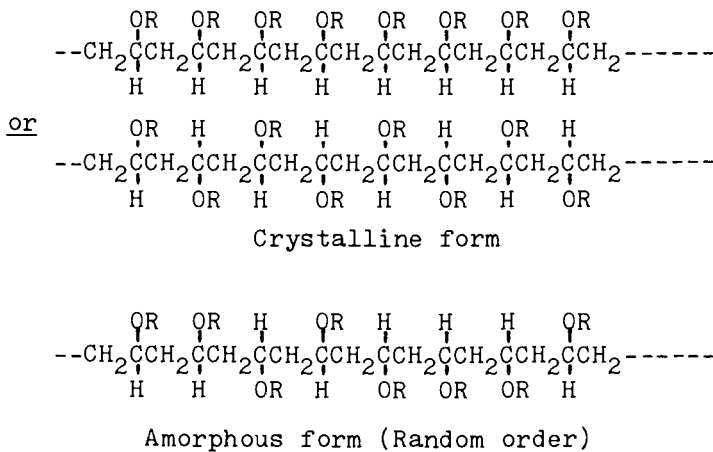 OR OR OR OR OR OR OR OR
--CH2CCH2CCH2CCH2CCH2CCH2CCH2CCH2CCH2------
H H H H H H H H
or
OR H OR H OR H OR H
--CH2CCH2CCH2CCH2CCH2CCH2CCH2CCH2CCH2------
H OR H OR H OR H OR
Crystalline form
OR OR H OR H H H OR
--CH2CCH2CCH2CCH2CCH2CCH2CCH2CCH2CCH2------
H H OR H OR OR OR H
Amorphous form (Random order)